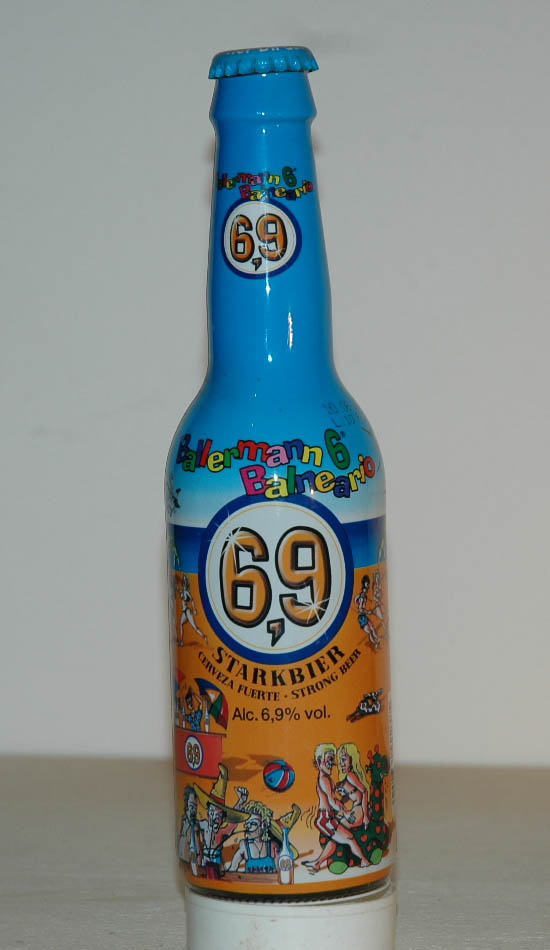 Ballermann 6
Balneario
6,9
Ballermann 6
Balneario
6,9
STARKBIER
CERVEZA FUERTE · STRONG BEER
Alc. 6,9% vol.